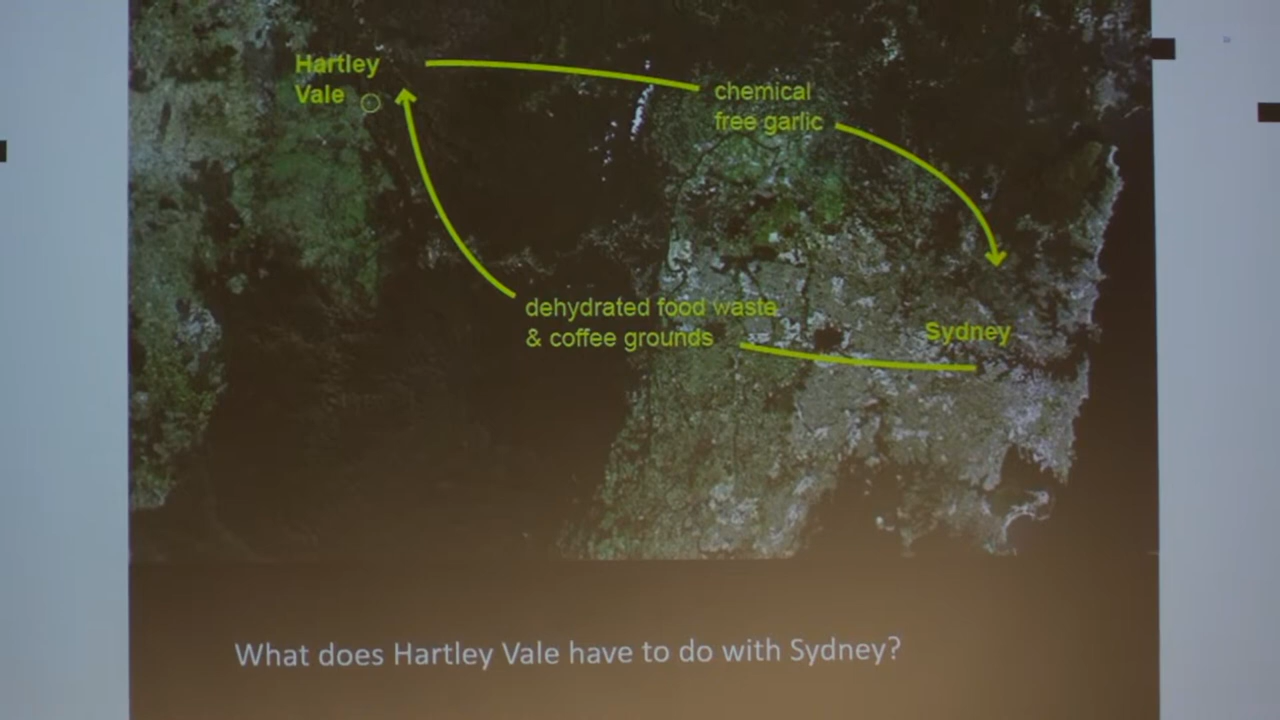 Hartley
Vale
chemical
free garlic
dehydrated food waste
& coffee grounds
Sydney
What does Hartley Vale have to do with Sydney?